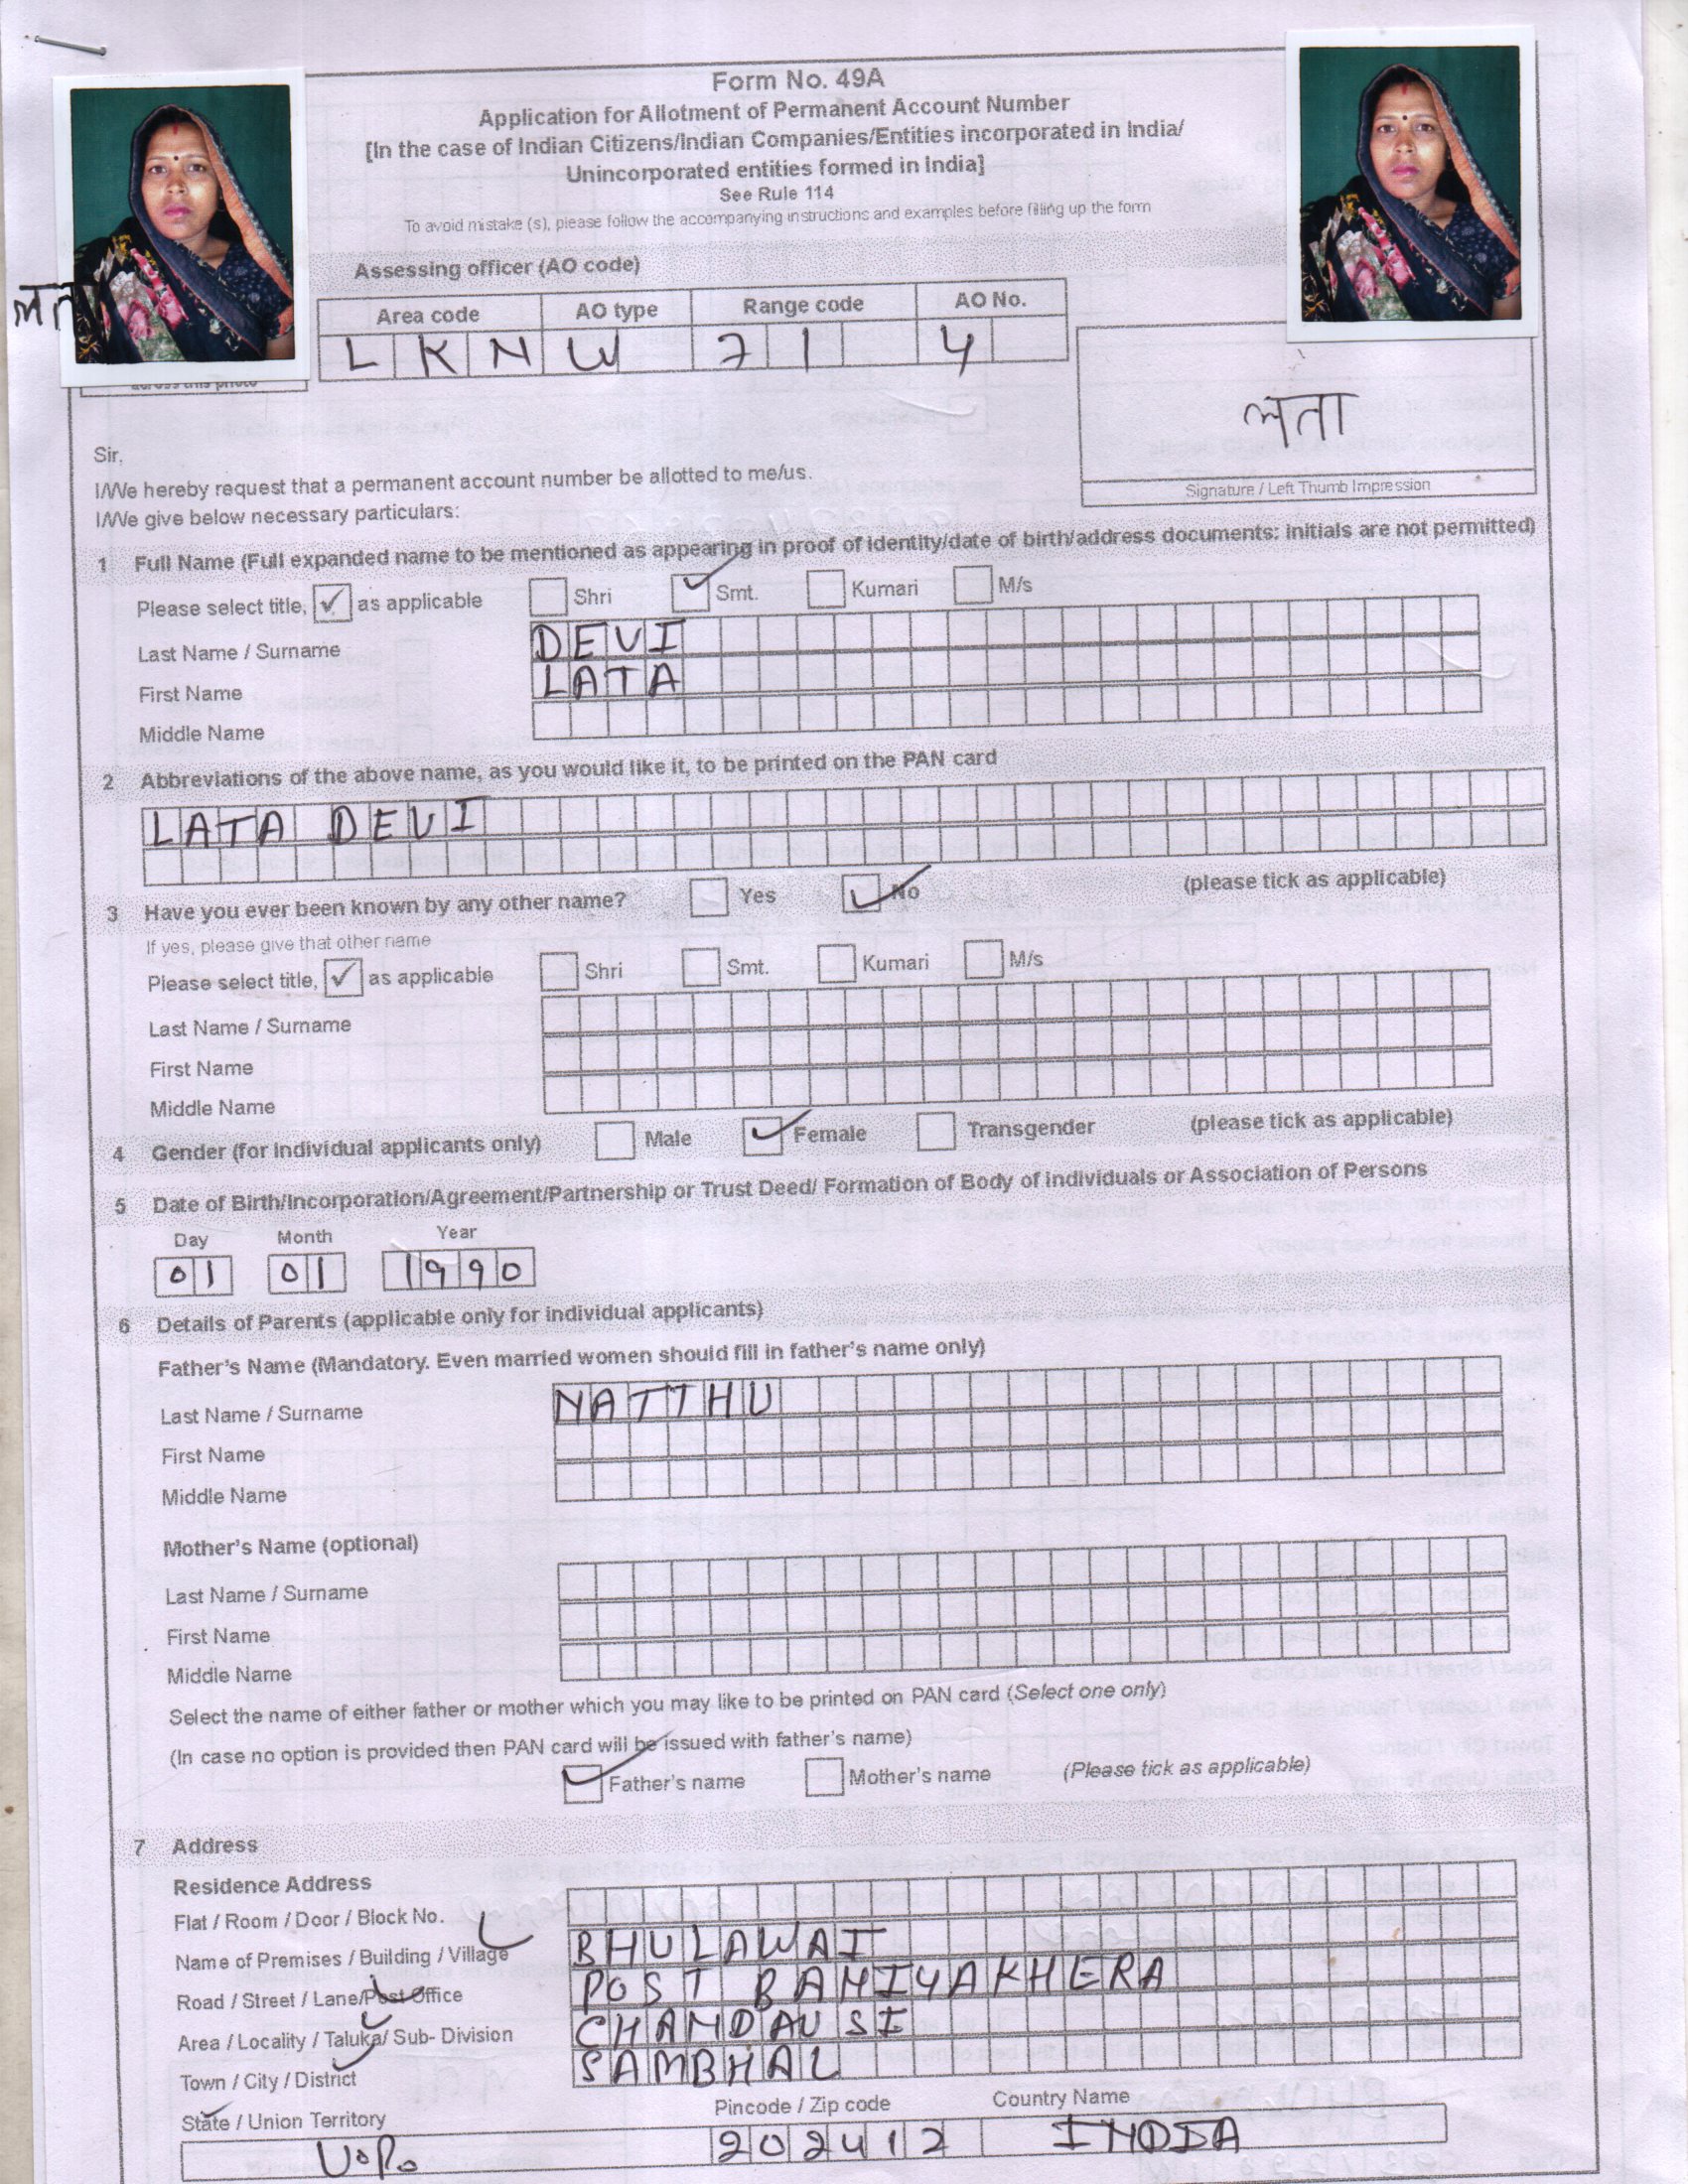 Form No. 49A
Application for Allotment of Permanent Account Number
[In the case of Indian Citizens/Indian Companies/Entities incorporated in India/
Unincorporated entities formed in India]
See Rule 114
To avoid mistake (s), please follow the accompanying instructions and examples before filling up the form
Assessing officer (AO code)
Area code AO type Range code AO No.
L K N W 7 1 4
लता
across this photo
लता
Signature / Left Thumb Impression
Sir,
I/We hereby request that a permanent account number be allotted to me/us.
I/We give below necessary particulars:
1 Full Name (Full expanded name to be mentioned as appearing in proof of identity/date of birth/address documents: initials are not permitted)
Please select title, ✓ as applicable Shri ✓ Smt. Kumari M/s
Last Name / Surname DEVI
First Name LATA
Middle Name
2 Abbreviations of the above name, as you would like it, to be printed on the PAN card
LATA DEVI
3 Have you ever been known by any other name? Yes ✓ No (please tick as applicable)
If yes, please give that other name
Please select title, ✓ as applicable Shri Smt. Kumari M/s
Last Name / Surname
First Name
Middle Name
4 Gender (for individual applicants only) Male ✓ Female Transgender (please tick as applicable)
5 Date of Birth/Incorporation/Agreement/Partnership or Trust Deed/ Formation of Body of individuals or Association of Persons
Day Month Year
01 01 1990
6 Details of Parents (applicable only for individual applicants)
Father's Name (Mandatory. Even married women should fill in father's name only)
Last Name / Surname NATTHU
First Name
Middle Name
Mother's Name (optional)
Last Name / Surname
First Name
Middle Name
Select the name of either father or mother which you may like to be printed on PAN card (Select one only)
(In case no option is provided then PAN card will be issued with father's name)
✓ Father's name Mother's name (Please tick as applicable)
7 Address
Residence Address
Flat / Room / Door / Block No.
Name of Premises / Building / Village BHULAWAI
Road / Street / Lane/Post Office POST BANIYAKHERA
Area / Locality / Taluka/ Sub- Division CHANDAUSI
Town / City / District SAMBHAL
State / Union Territory Pincode / Zip code Country Name
U.P. 202412 INDIA